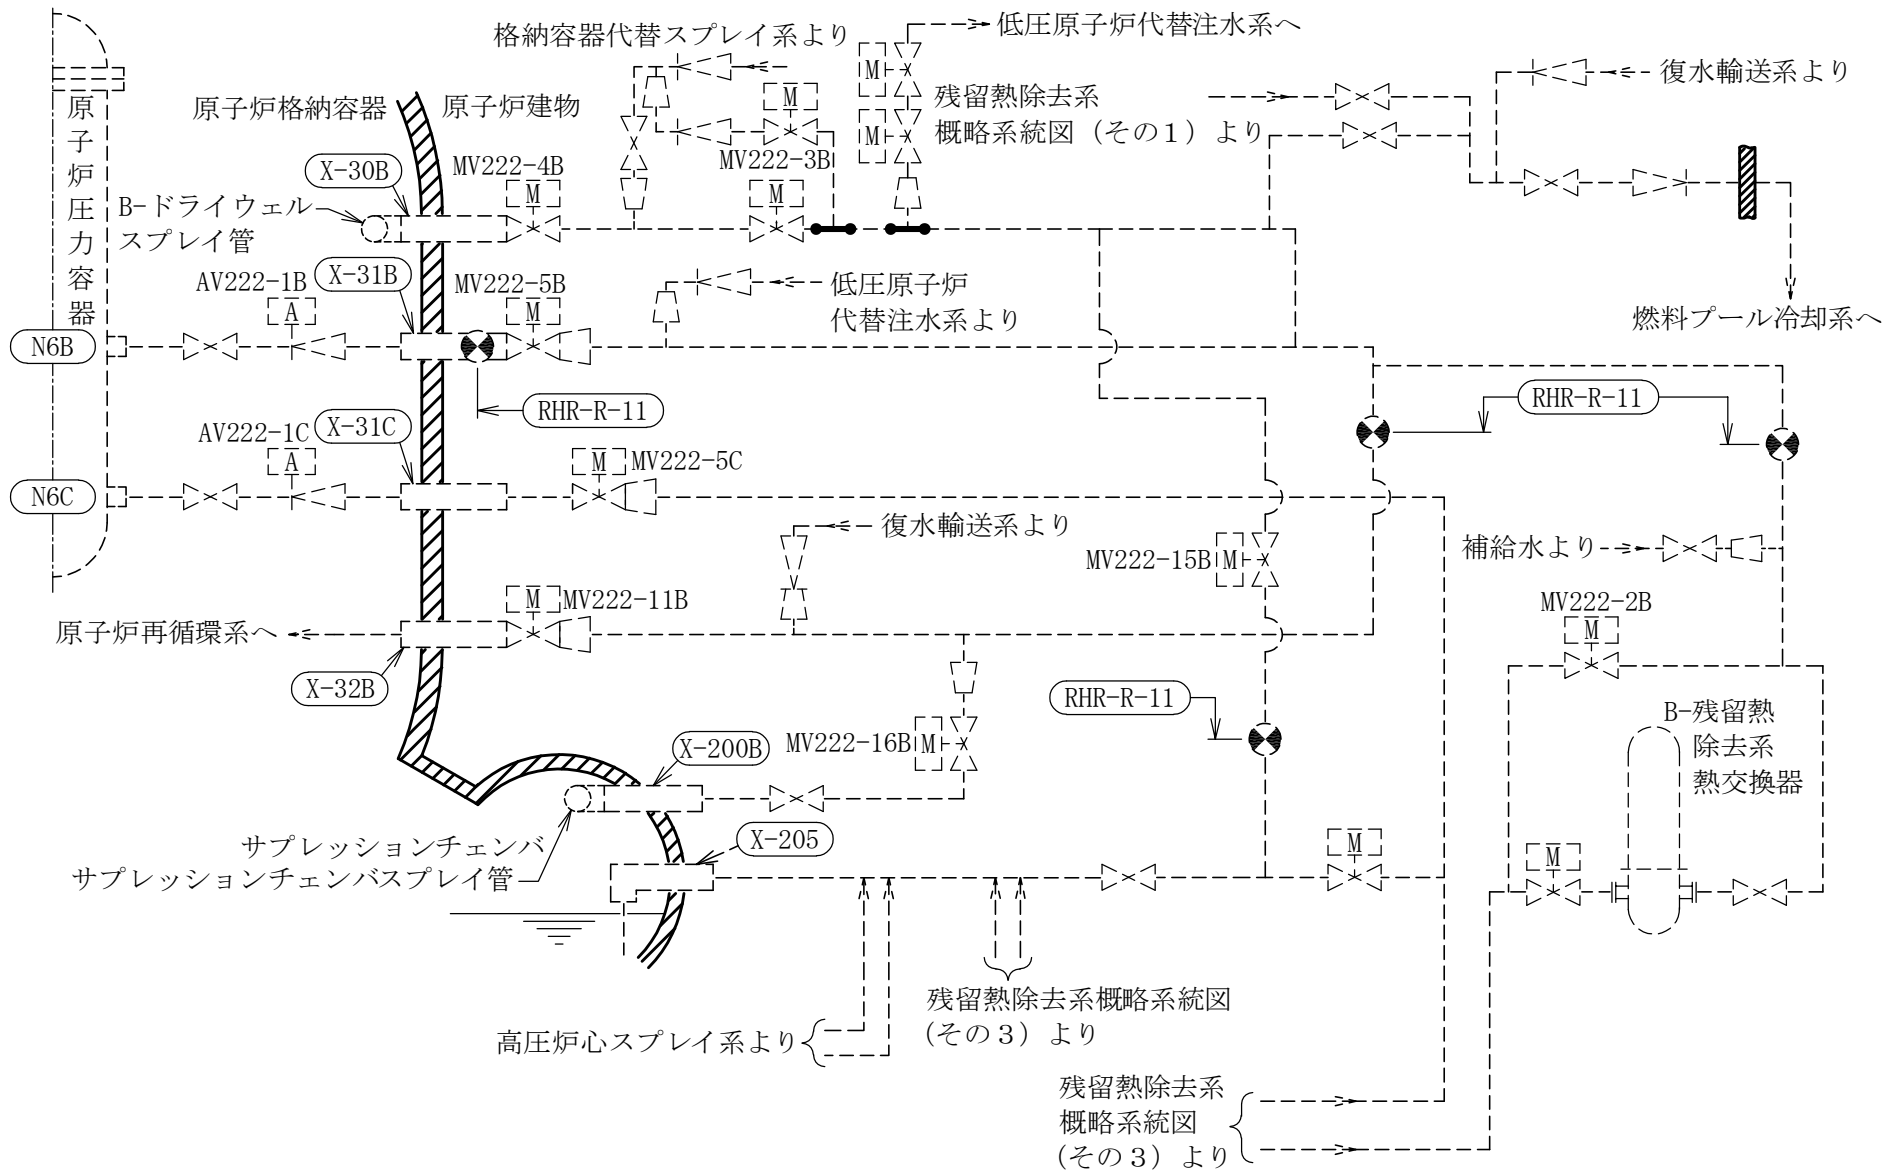 格納容器代替スプレイ系より
低圧原子炉代替注水系へ
M
M
M
残留熱除去系
概略系統図（その１）より
復水輸送系より
原子炉圧力容器
原子炉格納容器
原子炉建物
X-30B
MV222-4B
M
MV222-3B
M
B-ドライウェル
スプレイ管
AV222-1B
A
X-31B
MV222-5B
M
低圧原子炉
代替注水系より
燃料プール冷却系へ
N6B
RHR-R-11
RHR-R-11
AV222-1C
A
X-31C
M
MV222-5C
N6C
復水輸送系より
MV222-15B
M
補給水より
MV222-2B
M
原子炉再循環系へ
M
MV222-11B
X-32B
RHR-R-11
X-200B
MV222-16B
M
B-残留熱
除去系
熱交換器
サプレッションチェンバ
サプレッションチェンバスプレイ管
X-205
M
M
残留熱除去系概略系統図
（その３）より
高圧炉心スプレイ系より
残留熱除去系
概略系統図
（その３）より